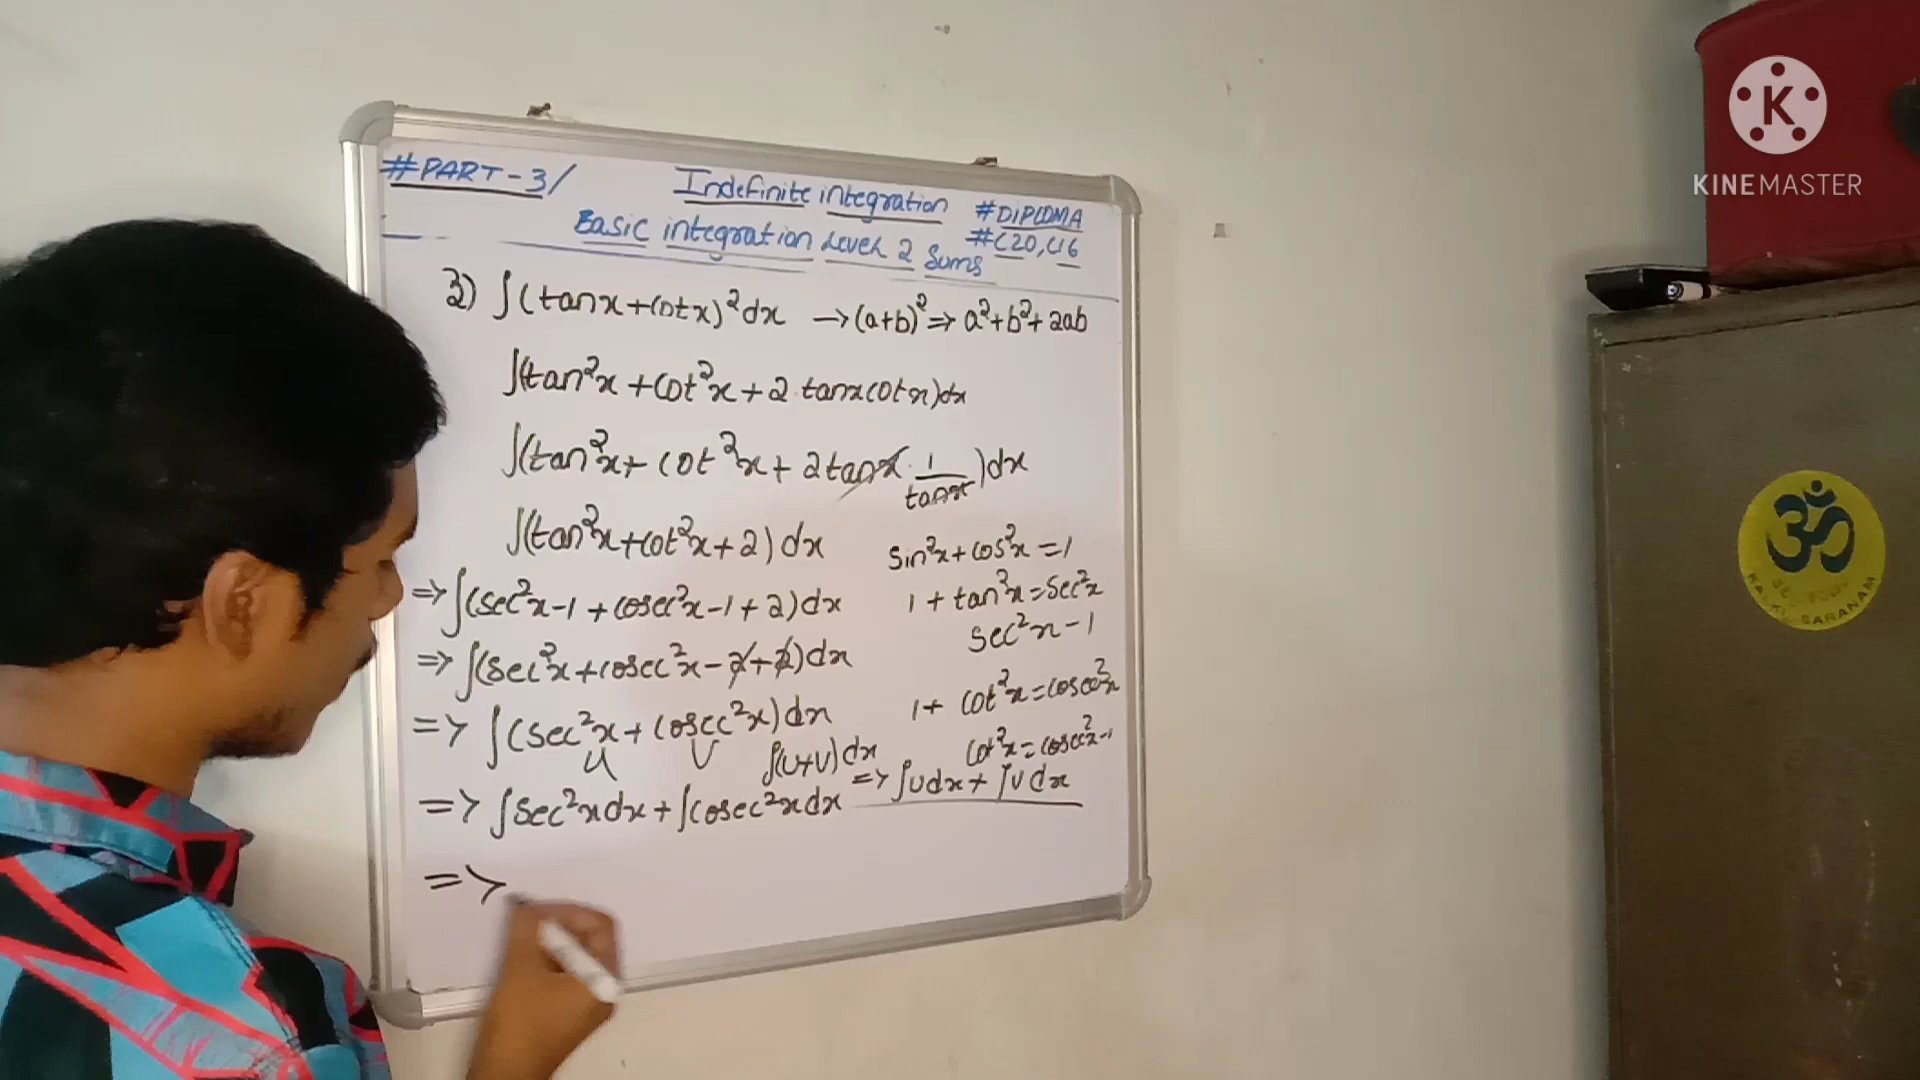 #PART-3/ Indefinite integration #DIPLOMA
Basic integration Level 2 Sums #C20, C16
3) ∫(tanx+cotx)²dx → (a+b)² => a²+b²+2ab
∫(tan²x+cot²x+2.tanxcotx)dx
∫(tan²x+cot²x+2tanx.1/tanx)dx
∫(tan²x+cot²x+2)dx
sin²x+cos²x=1
=> ∫(sec²x-1+cosec²x-1+2)dx
1+tan²x=sec²x
sec²x-1
=> ∫(sec²x+cosec²x-2+2)dx
1+cot²x=cosec²x
=> ∫(sec²x+cosec²x)dx
cot²x=cosec²x-1
U V ∫(U+V)dx
=> ∫Udx+∫Vdx
=> ∫sec²xdx+∫cosec²xdx
=>
K
KINEMASTER
ॐ
KALKI SARANAM